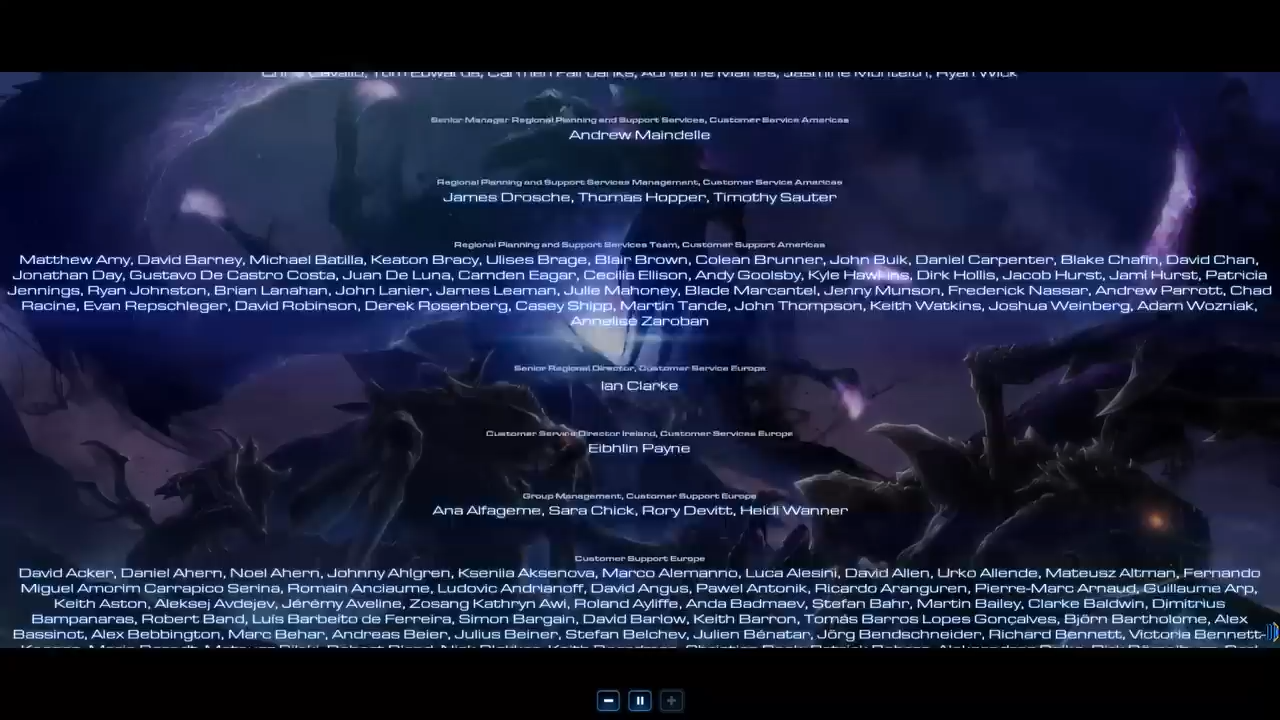 Senior Manager Regional Planning and Support Services, Customer Service Americas
Andrew Maindelle
Regional Planning and Support Services Management, Customer Service Americas
James Drosche, Thomas Hopper, Timothy Sauter
Regional Planning and Support Services Team, Customer Support Americas
Matthew Amy, David Barney, Michael Batilla, Keaton Bracy, Ulises Brage, Blair Brown, Colean Brunner, John Buik, Daniel Carpenter, Blake Chafin, David Chan,
Jonathan Day, Gustavo De Castro Costa, Juan De Luna, Camden Eagar, Cecilia Ellison, Andy Goolsby, Kyle Hawkins, Dirk Hollis, Jacob Hurst, Jami Hurst, Patricia
Jennings, Ryan Johnston, Brian Lanahan, John Lanier, James Leaman, Julie Mahoney, Blade Marcantel, Jenny Munson, Frederick Nassar, Andrew Parrott, Chad
Racine, Evan Repschleger, David Robinson, Derek Rosenberg, Casey Shipp, Martin Tande, John Thompson, Keith Watkins, Joshua Weinberg, Adam Wozniak,
Annelise Zaroban
Senior Regional Director, Customer Service Europe
Ian Clarke
Customer Service Director Ireland, Customer Services Europe
Eibhlin Payne
Group Management, Customer Support Europe
Ana Alfageme, Sara Chick, Rory Devitt, Heidi Wanner
Customer Support Europe
David Acker, Daniel Ahern, Noel Ahern, Johnny Ahlgren, Kseniia Aksenova, Marco Alemanno, Luca Alesini, David Allen, Urko Allende, Mateusz Altman, Fernando
Miguel Amorim Carrapico Serina, Romain Anciaume, Ludovic Andrianoff, David Angus, Pawel Antonik, Ricardo Aranguren, Pierre-Marc Arnaud, Guillaume Arp,
Keith Aston, Aleksej Avdejev, Jérémy Aveline, Zosang Kathryn Awi, Roland Ayliffe, Anda Badmaev, Stefan Bahr, Martin Bailey, Clarke Baldwin, Dimitrius
Bampanaras, Robert Band, Luís Barbeito de Ferreira, Simon Bargain, David Barlow, Keith Barron, Tomás Barros Lopes Gonçalves, Björn Bartholome, Alex
Bassinot, Alex Bebbington, Marc Behar, Andreas Beier, Julius Beiner, Stefan Belchev, Julien Bénatar, Jörg Bendschneider, Richard Bennett, Victoria Bennett-